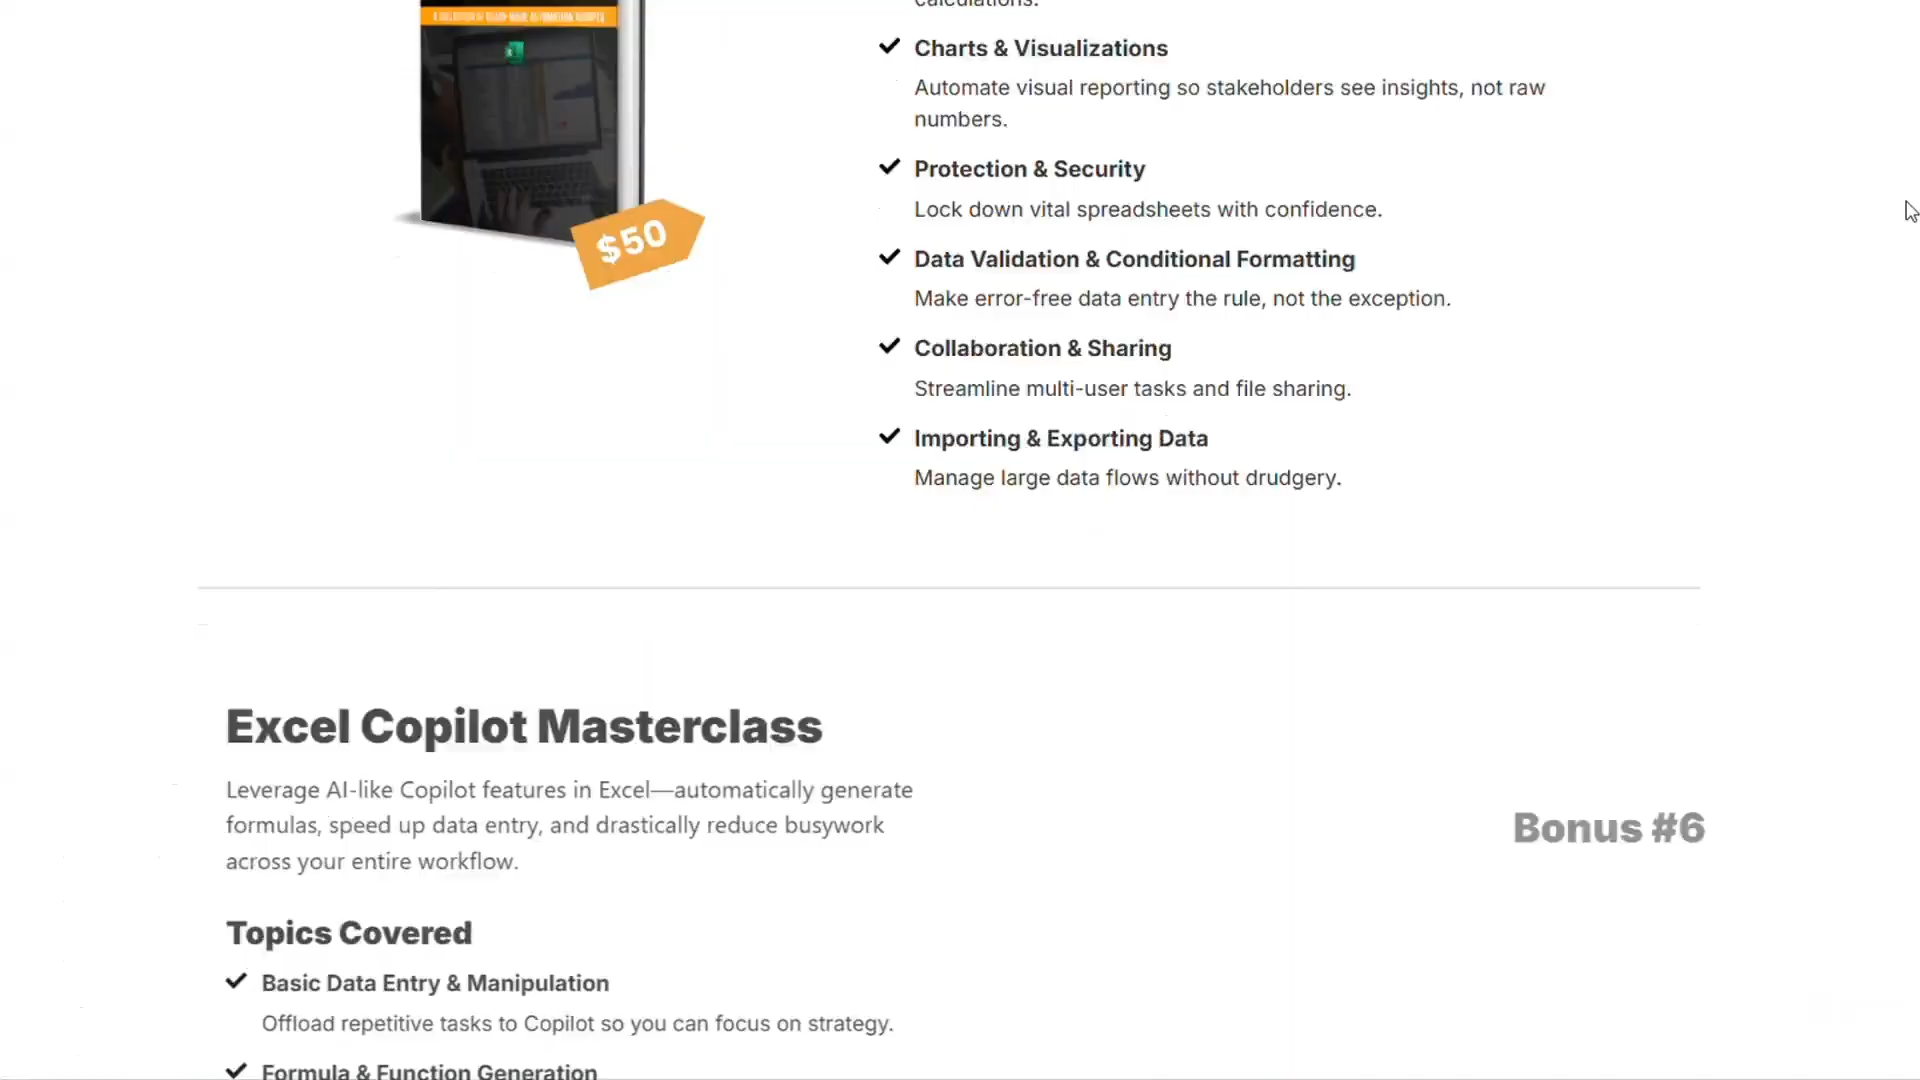 calculations.
Charts & Visualizations
Automate visual reporting so stakeholders see insights, not raw
numbers.
Protection & Security
Lock down vital spreadsheets with confidence.
$50
Data Validation & Conditional Formatting
Make error-free data entry the rule, not the exception.
Collaboration & Sharing
Streamline multi-user tasks and file sharing.
Importing & Exporting Data
Manage large data flows without drudgery.
Excel Copilot Masterclass
Leverage AI-like Copilot features in Excel—automatically generate
formulas, speed up data entry, and drastically reduce busywork
across your entire workflow.
Bonus #6
Topics Covered
Basic Data Entry & Manipulation
Offload repetitive tasks to Copilot so you can focus on strategy.
Formula & Function Generation